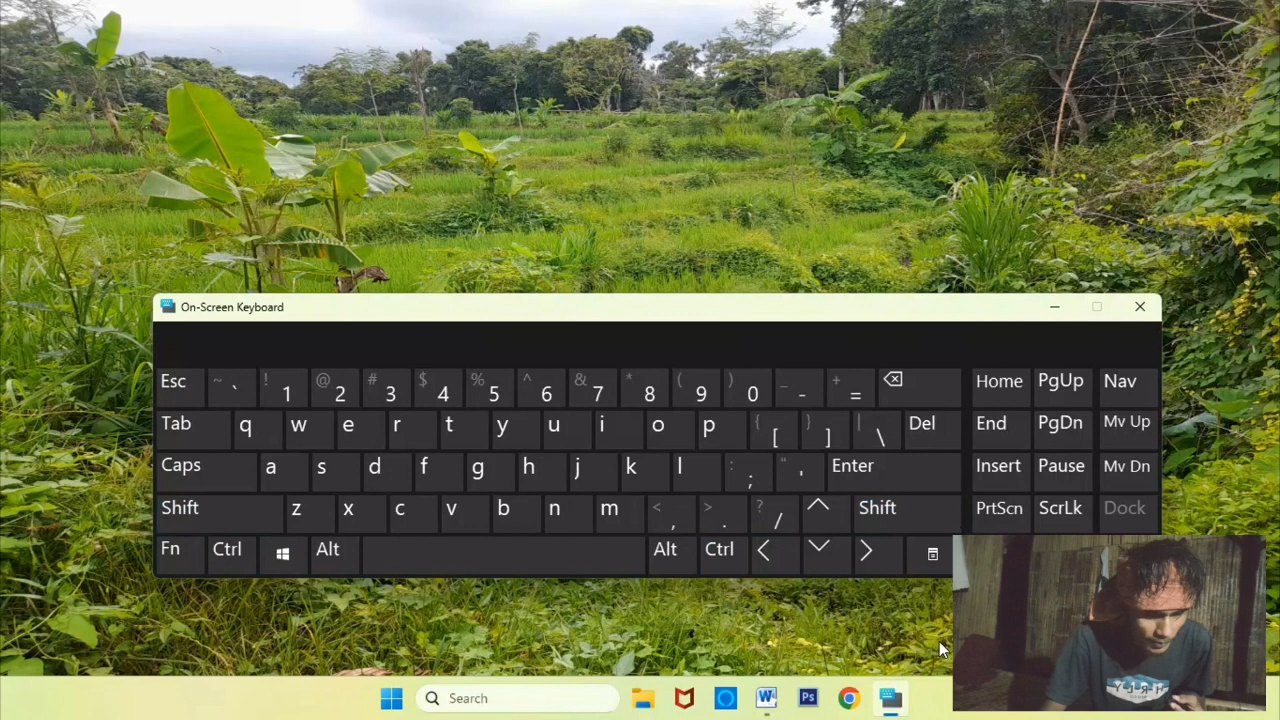 On-Screen Keyboard
Esc ~ ` ! 1 @ 2 # 3 $ 4 % 5 ^ 6 & 7 * 8 ( 9 ) 0 _ - + = Home PgUp Nav
Tab q w e r t y u i o p { [ } ] | \ Del End PgDn Mv Up
Caps a s d f g h j k l : ; " ' Enter Insert Pause Mv Dn
Shift z x c v b n m < , > . ? / Shift PrtScn ScrLk Dock
Fn Ctrl Alt Alt Ctrl
Search
W
Ps